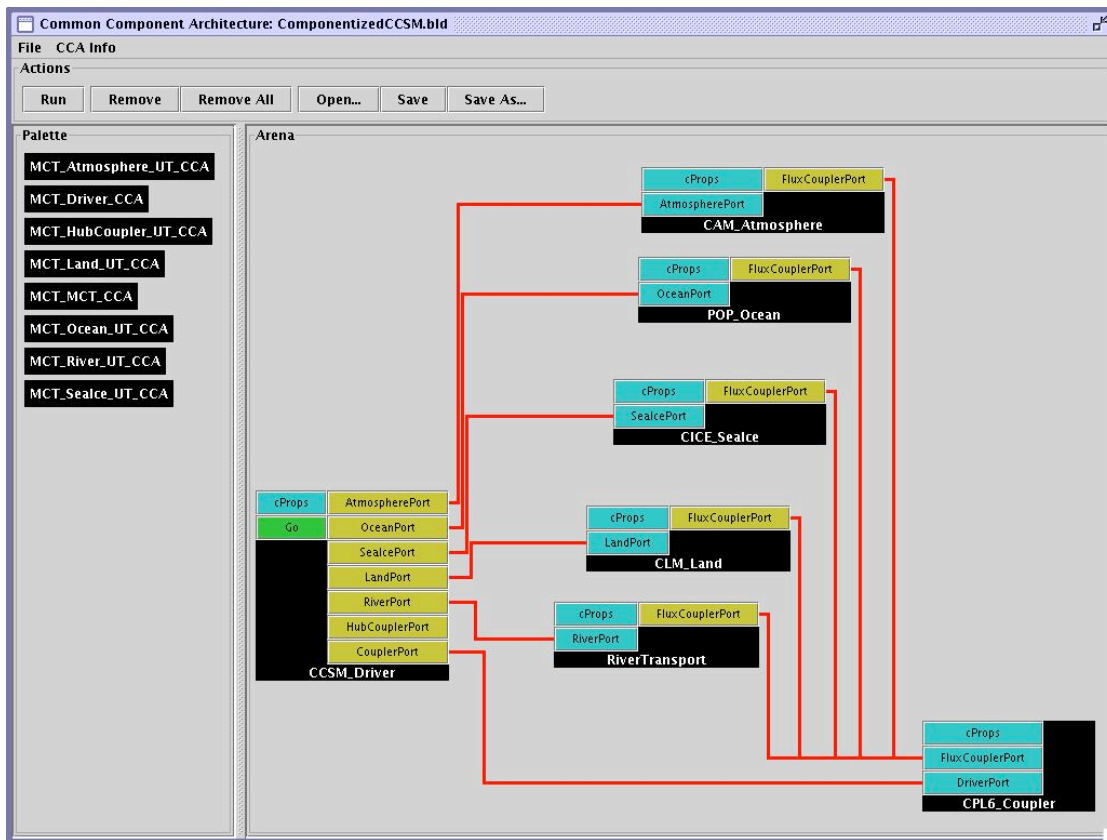 Common Component Architecture: ComponentizedCCSM.bld
File CCA Info
Actions
Run Remove Remove All Open... Save Save As...
Palette
MCT_Atmosphere_UT_CCA
MCT_Driver_CCA
MCT_HubCoupler_UT_CCA
MCT_Land_UT_CCA
MCT_MCT_CCA
MCT_Ocean_UT_CCA
MCT_River_UT_CCA
MCT_SeaIce_UT_CCA
Arena
cProps FluxCouplerPort
AtmospherePort
CAM_Atmosphere
cProps FluxCouplerPort
OceanPort
POP_Ocean
cProps FluxCouplerPort
SeaIcePort
CICE_SeaIce
cProps AtmospherePort
Go OceanPort
SeaIcePort
LandPort
RiverPort
HubCouplerPort
CouplerPort
CCSM_Driver
cProps FluxCouplerPort
LandPort
CLM_Land
cProps FluxCouplerPort
RiverPort
RiverTransport
cProps
FluxCouplerPort
DriverPort
CPL6_Coupler